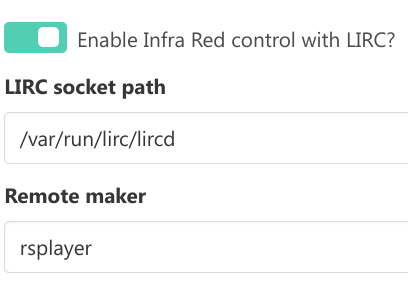 Enable Infra Red control with LIRC?
LIRC socket path
/var/run/lirc/lircd
Remote maker
rsplayer